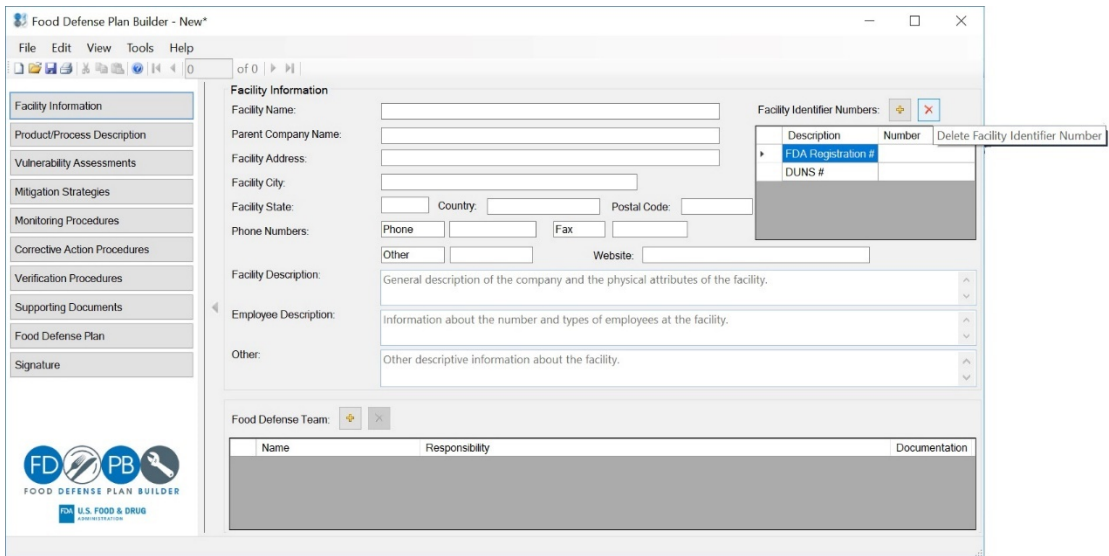 Food Defense Plan Builder - New*
File Edit View Tools Help
0 of 0
Facility Information
Product/Process Description
Vulnerability Assessments
Mitigation Strategies
Monitoring Procedures
Corrective Action Procedures
Verification Procedures
Supporting Documents
Food Defense Plan
Signature
FD PB
FOOD DEFENSE PLAN BUILDER
FDA U.S. FOOD & DRUG
ADMINISTRATION
Facility Information
Facility Name:
Parent Company Name:
Facility Address:
Facility City:
Facility State: Country: Postal Code:
Phone Numbers: Phone Fax
Other Website:
Facility Description: General description of the company and the physical attributes of the facility.
Employee Description: Information about the number and types of employees at the facility.
Other: Other descriptive information about the facility.
Facility Identifier Numbers:
Description Number
Delete Facility Identifier Number
FDA Registration #
DUNS #
Food Defense Team:
Name Responsibility Documentation